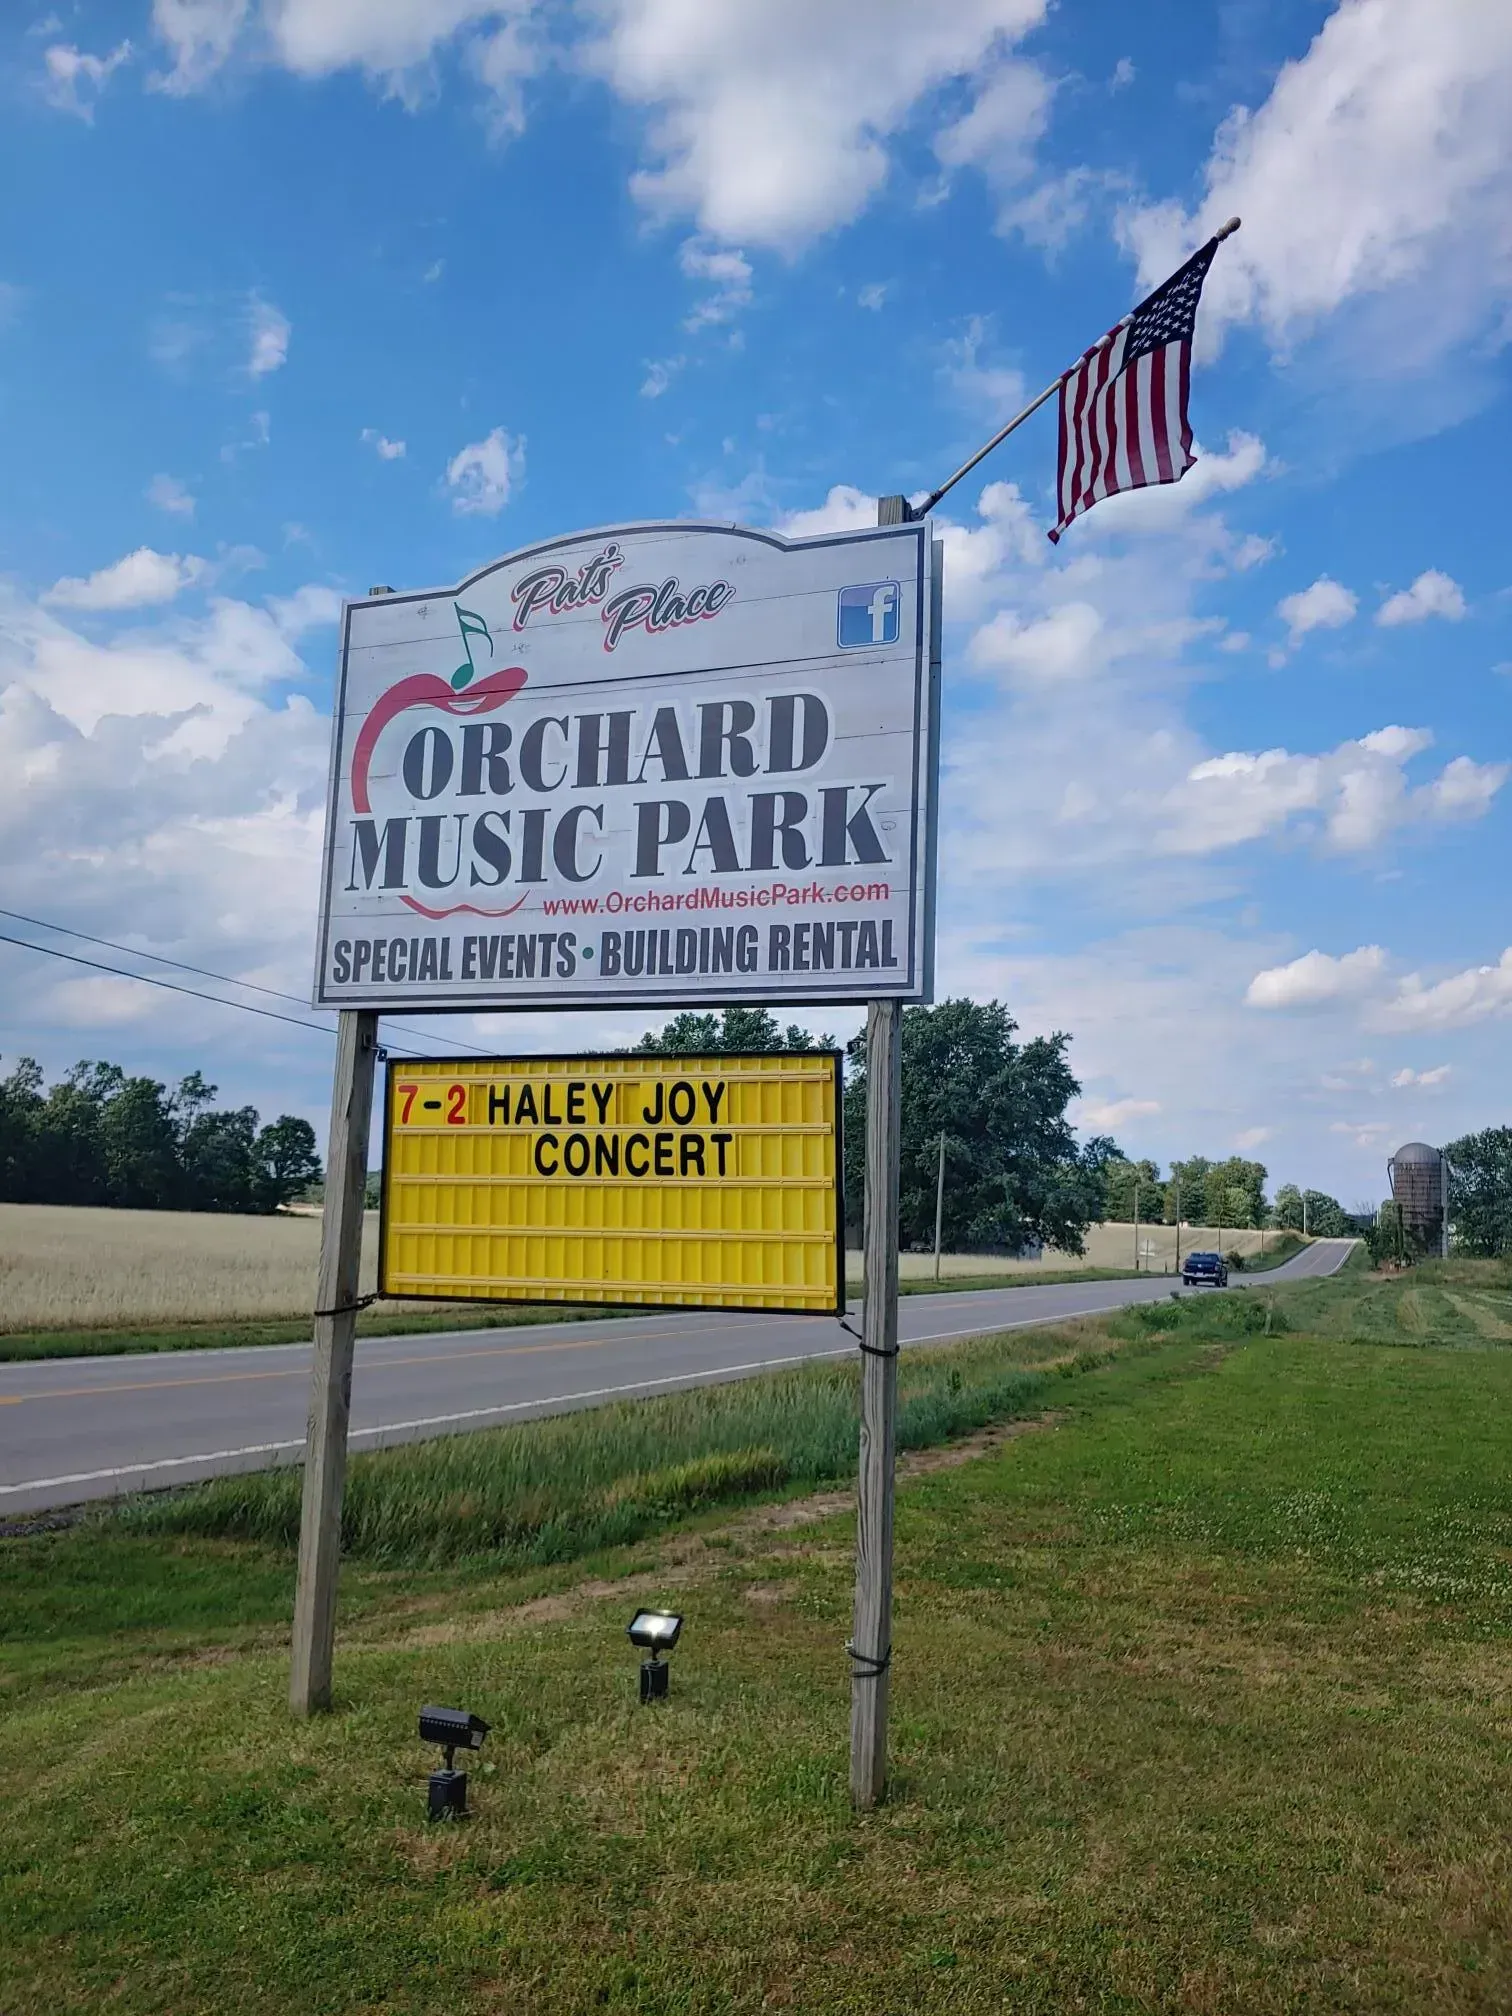 Pat's Place
f
ORCHARD
MUSIC PARK
www.OrchardMusicPark.com
SPECIAL EVENTS • BUILDING RENTAL
7-2 HALEY JOY
CONCERT